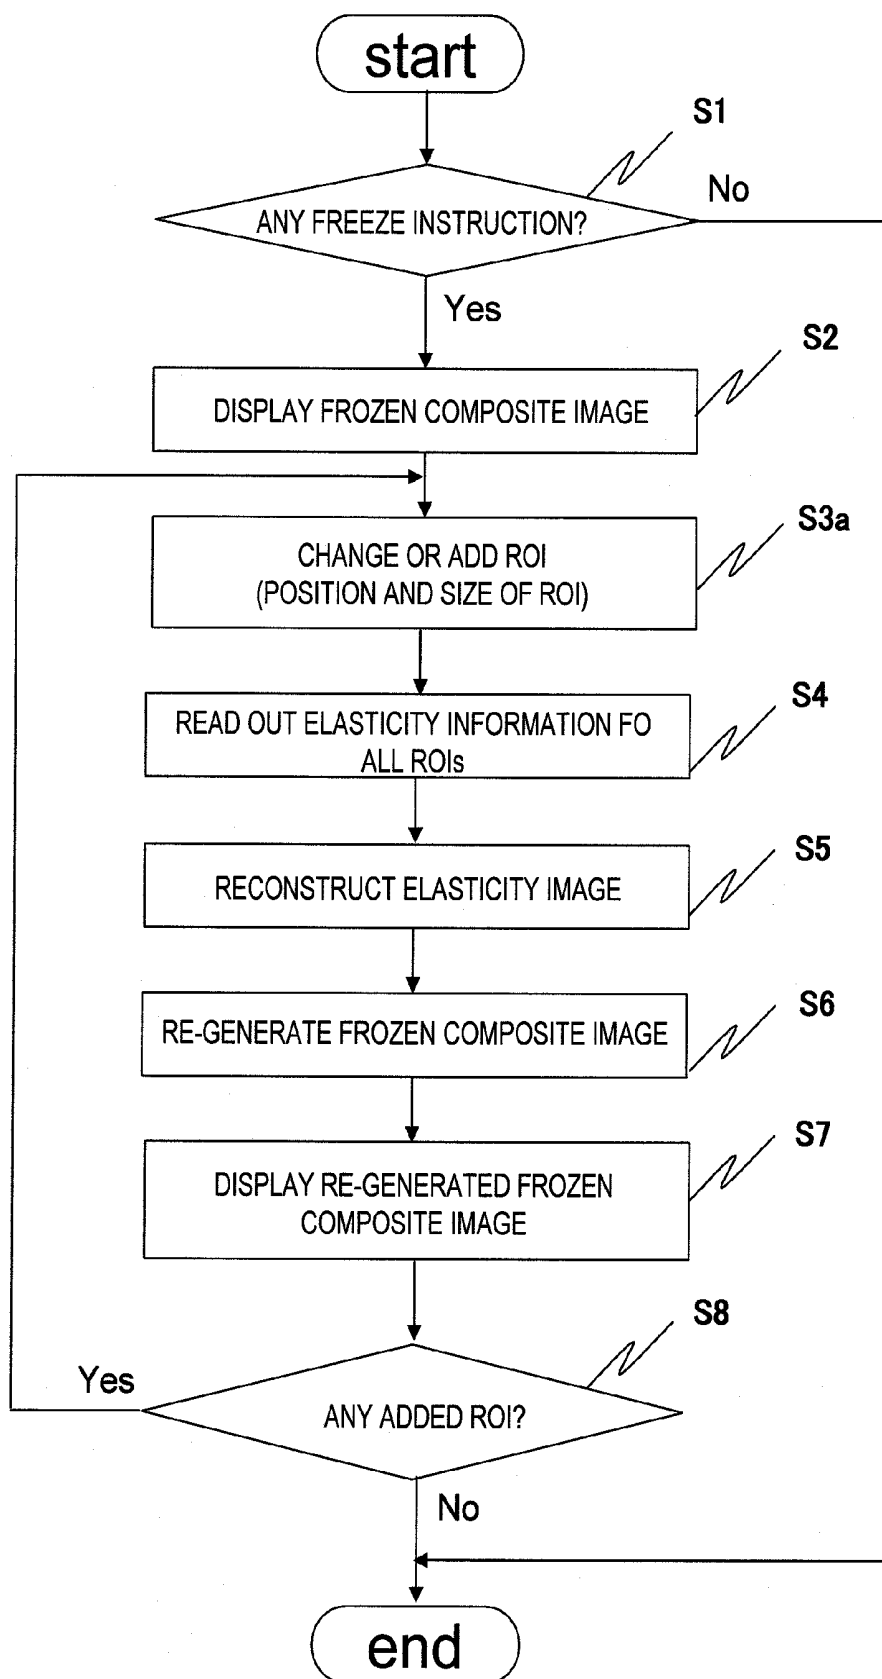 start
S1
ANY FREEZE INSTRUCTION?
No
Yes
S2
DISPLAY FROZEN COMPOSITE IMAGE
S3a
CHANGE OR ADD ROI
(POSITION AND SIZE OF ROI)
S4
READ OUT ELASTICITY INFORMATION FO
ALL ROIs
S5
RECONSTRUCT ELASTICITY IMAGE
S6
RE-GENERATE FROZEN COMPOSITE IMAGE
S7
DISPLAY RE-GENERATED FROZEN
COMPOSITE IMAGE
S8
Yes
ANY ADDED ROI?
No
end